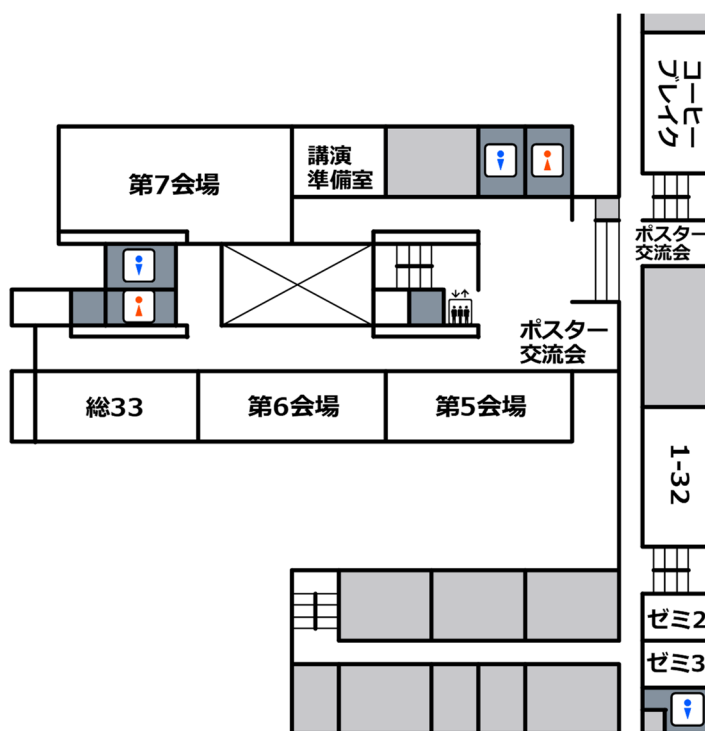 コーヒー
ブレイク
講演
準備室
第7会場
ポスター
交流会
ポスター
交流会
総33
第6会場
第5会場
1-32
ゼミ2
ゼミ3